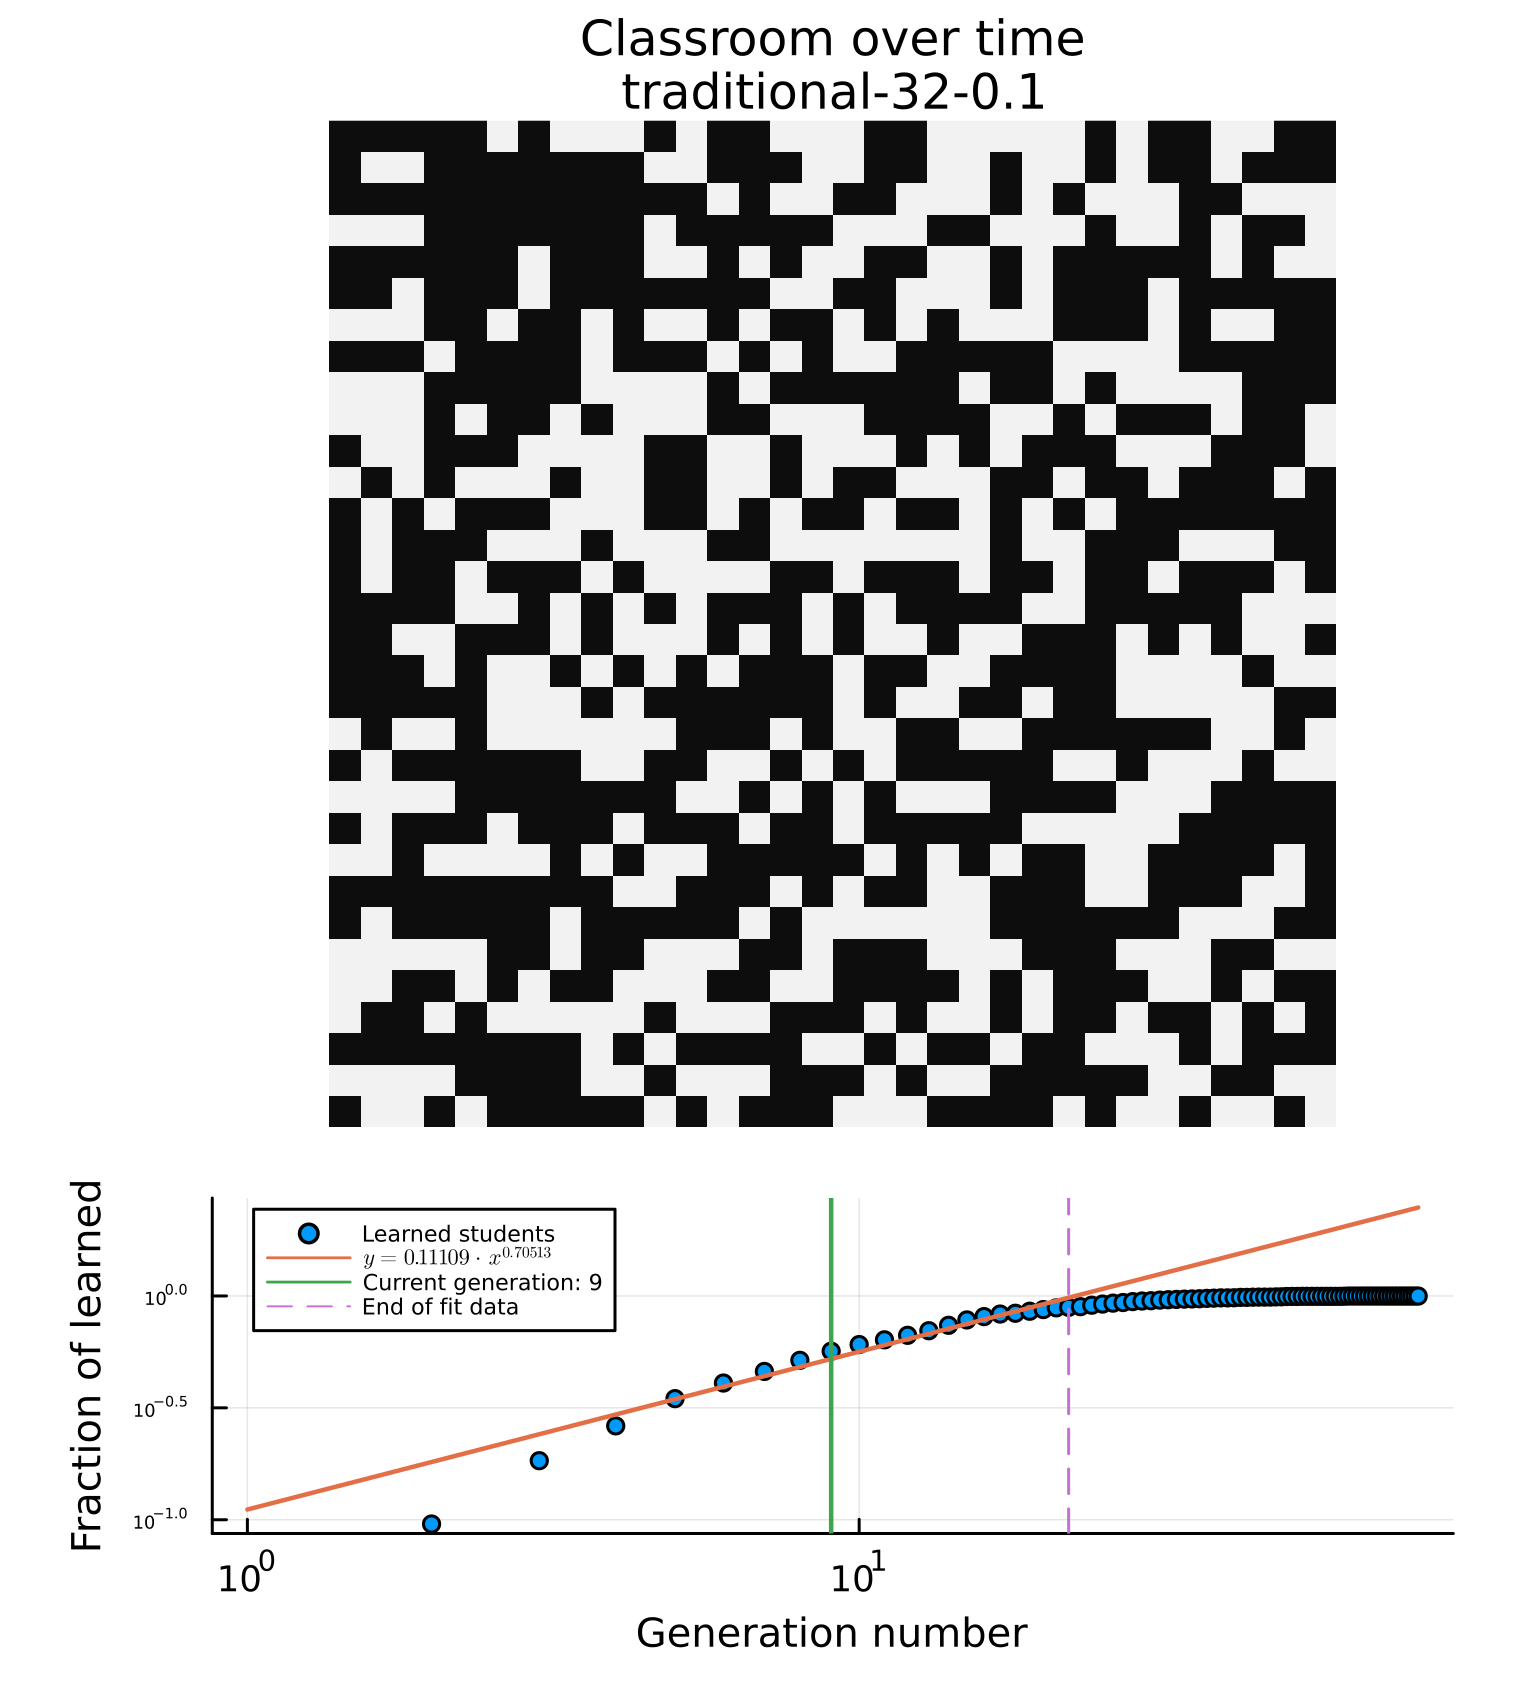 Classroom over time
traditional-32-0.1
Fraction of learned
Learned students
y = 0.11109 · x^0.70513
Current generation: 9
End of fit data
10^0.0
10^−0.5
10^−1.0
10^0
10^1
Generation number